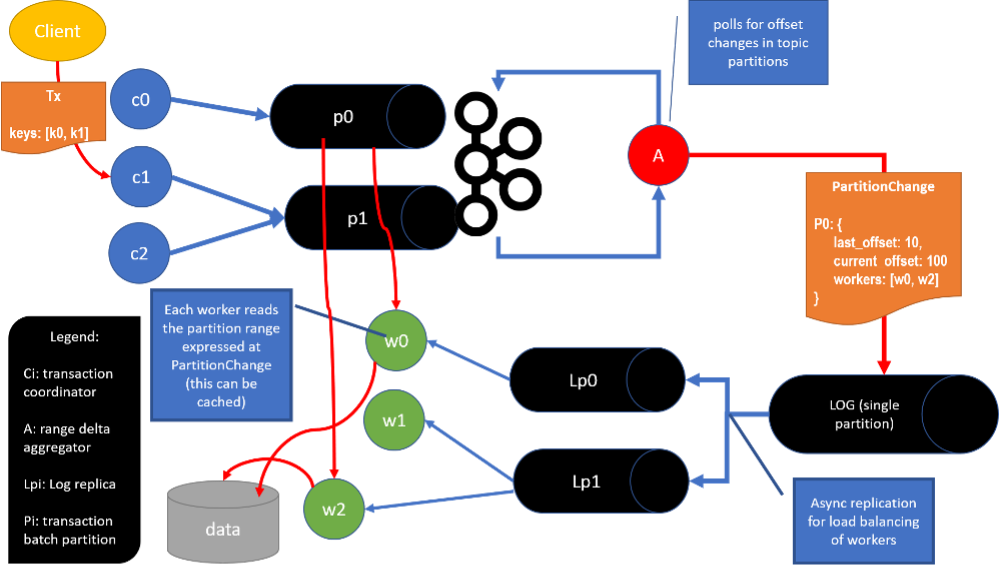 Client
Tx
keys: [k0, k1]
c0
c1
c2
p0
p1
A
polls for offset
changes in topic
partitions
PartitionChange
P0: {
last_offset: 10,
current_offset: 100
workers: [w0, w2]
}
Each worker reads
the partition range
expressed at
PartitionChange
(this can be
cached)
w0
w1
w2
Lp0
Lp1
LOG (single
partition)
Async replication
for load balancing
of workers
data
Legend:
Ci: transaction
coordinator
A: range delta
aggregator
Lpi: Log replica
Pi: transaction
batch partition